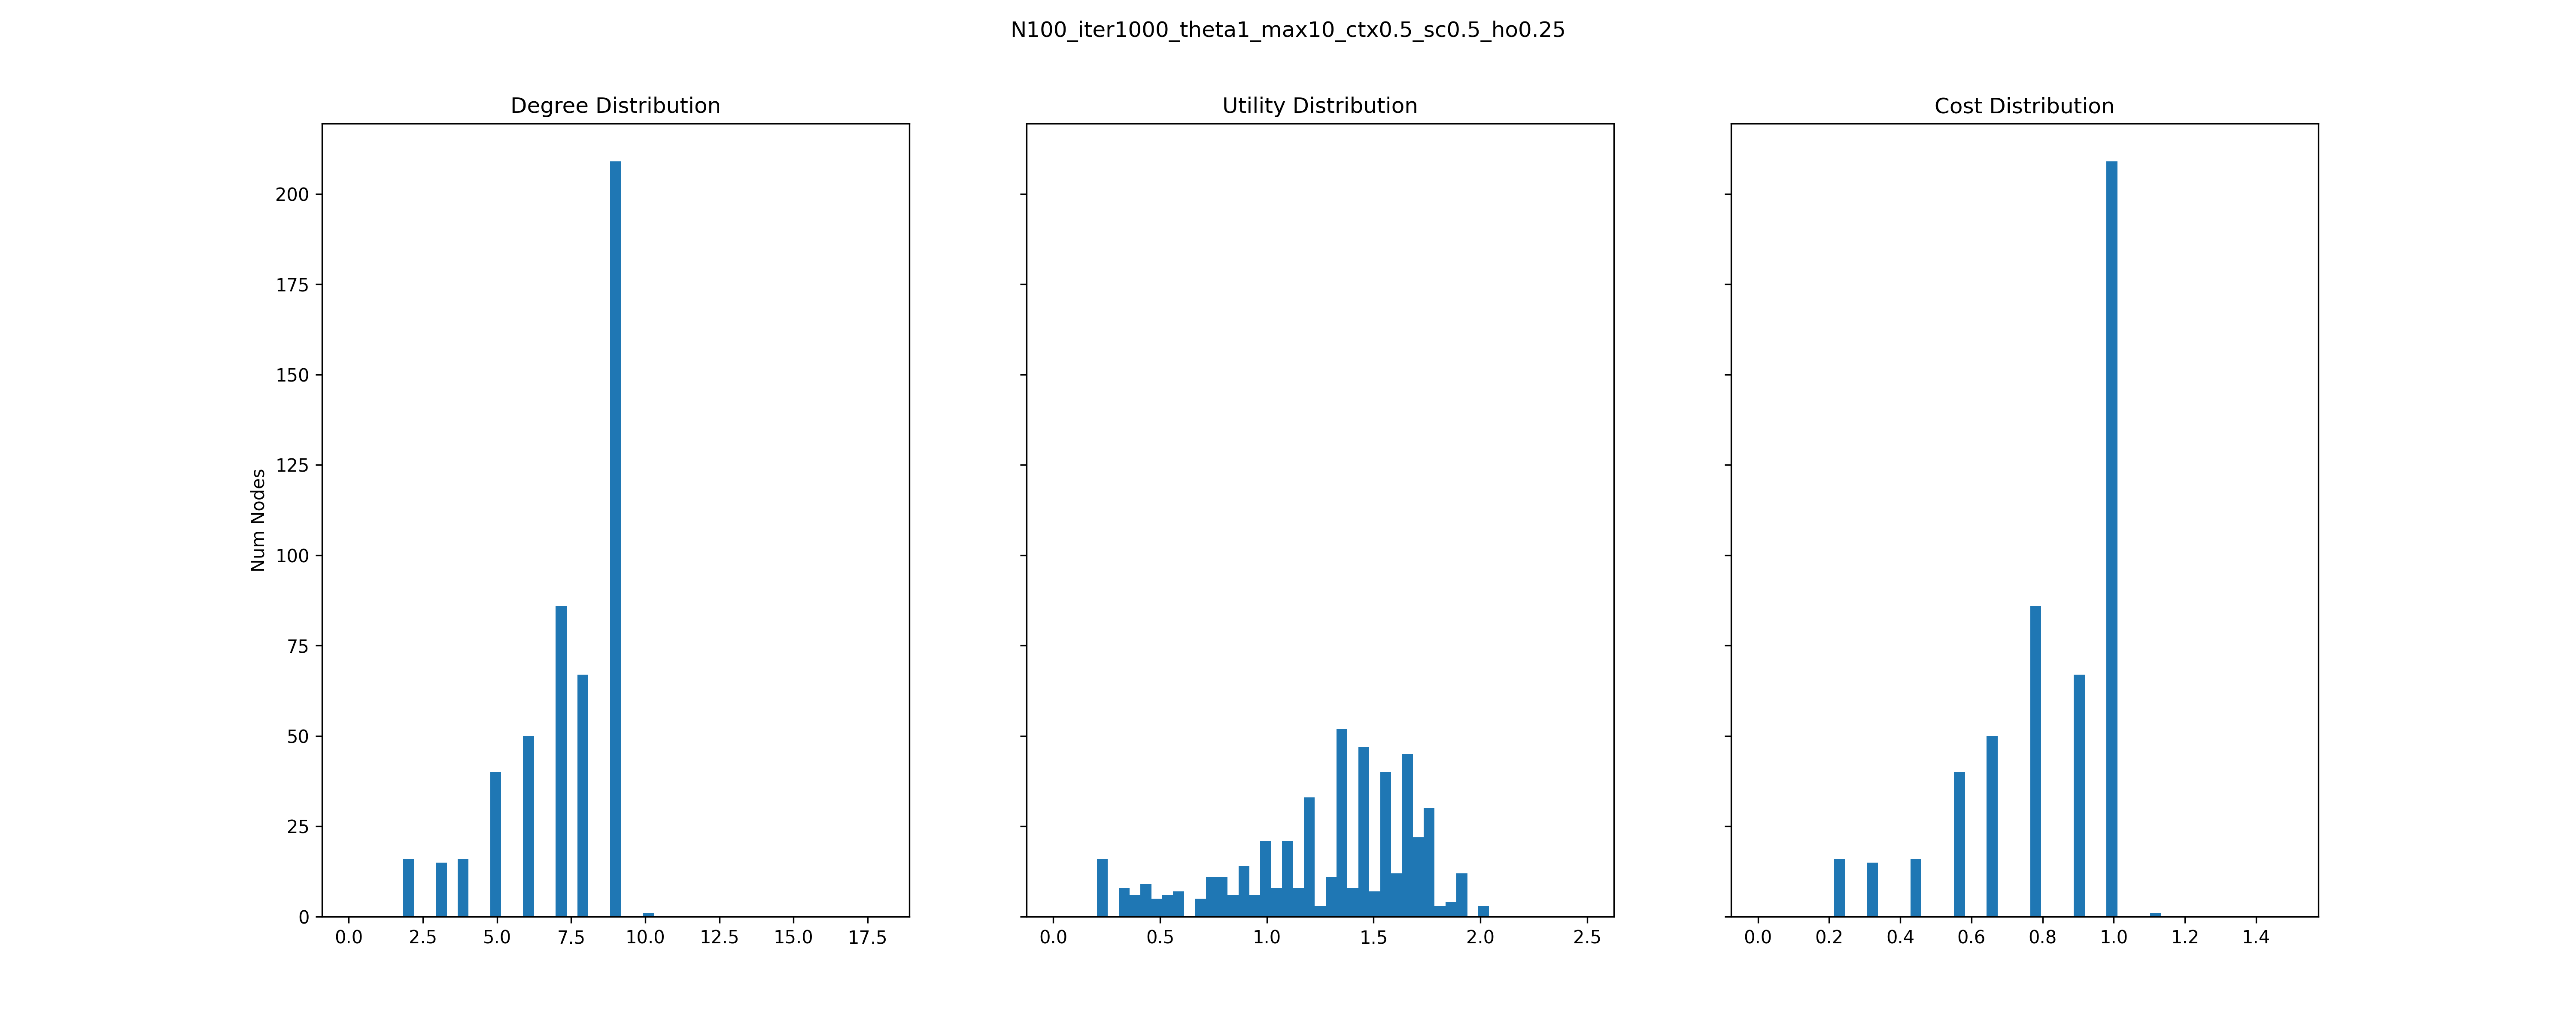 N100_iter1000_theta1_max10_ctx0.5_sc0.5_ho0.25
Degree Distribution
Num Nodes
200
175
150
125
100
75
50
25
0
0.0 2.5 5.0 7.5 10.0 12.5 15.0 17.5
Utility Distribution
0.0 0.5 1.0 1.5 2.0 2.5
Cost Distribution
0.0 0.2 0.4 0.6 0.8 1.0 1.2 1.4